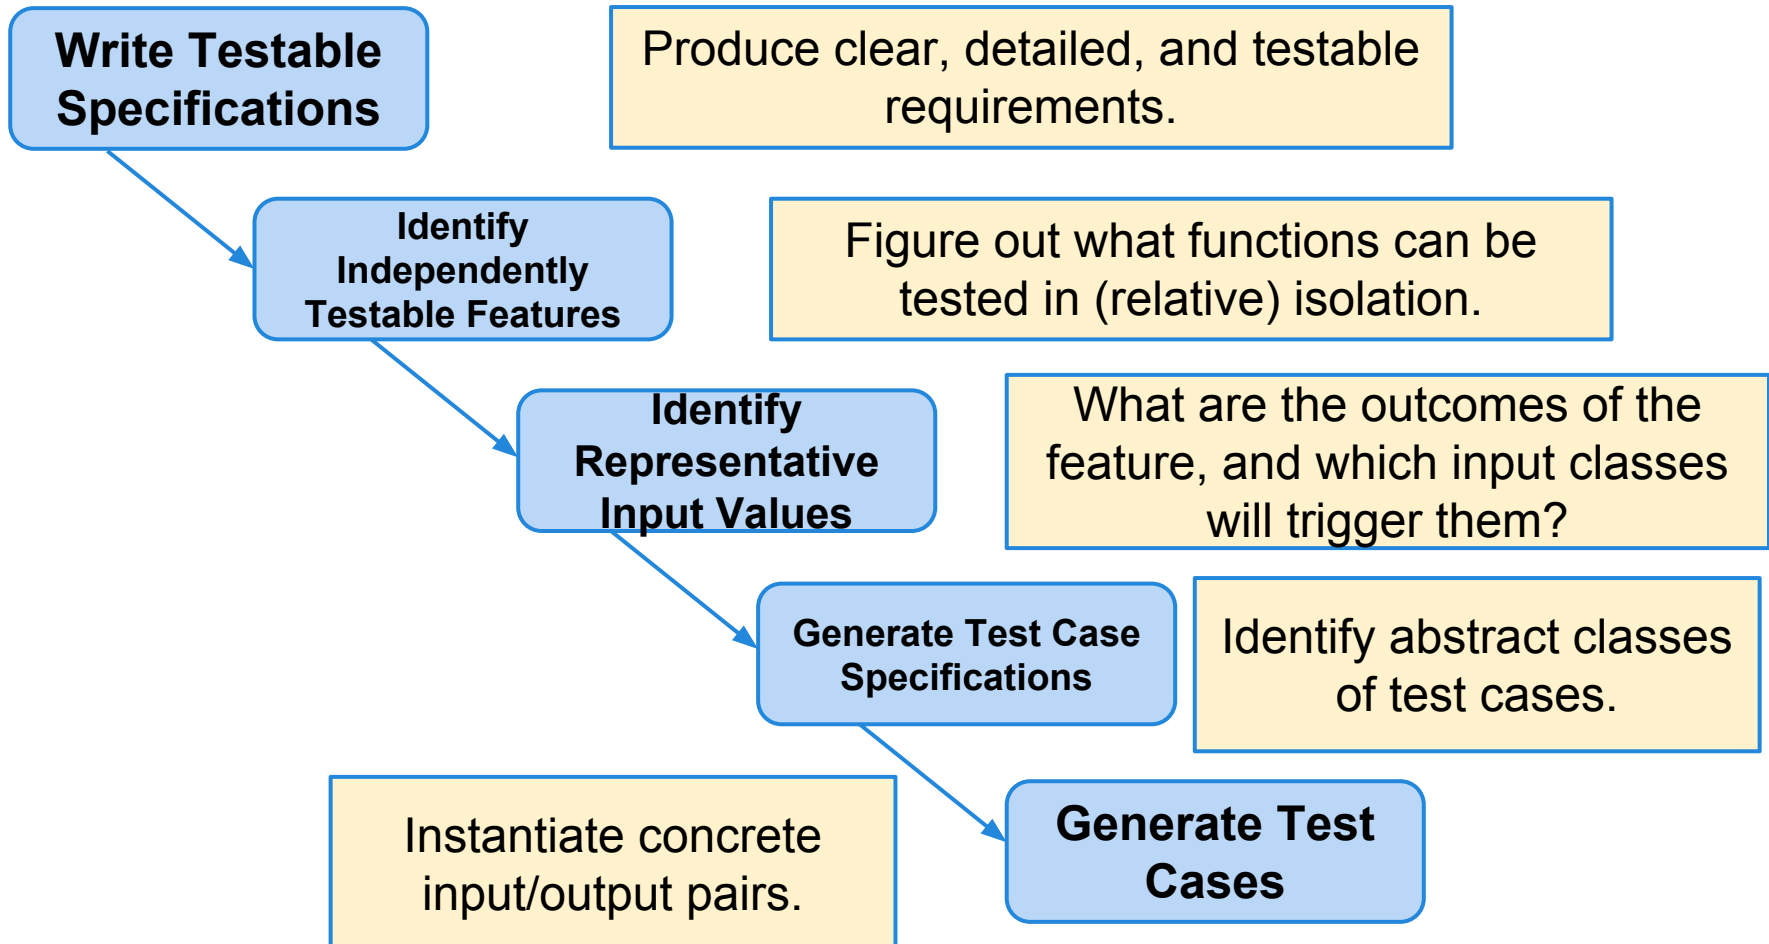 Write Testable
Specifications
Produce clear, detailed, and testable
requirements.
Identify
Independently
Testable Features
Figure out what functions can be
tested in (relative) isolation.
Identify
Representative
Input Values
What are the outcomes of the
feature, and which input classes
will trigger them?
Generate Test Case
Specifications
Identify abstract classes
of test cases.
Instantiate concrete
input/output pairs.
Generate Test
Cases